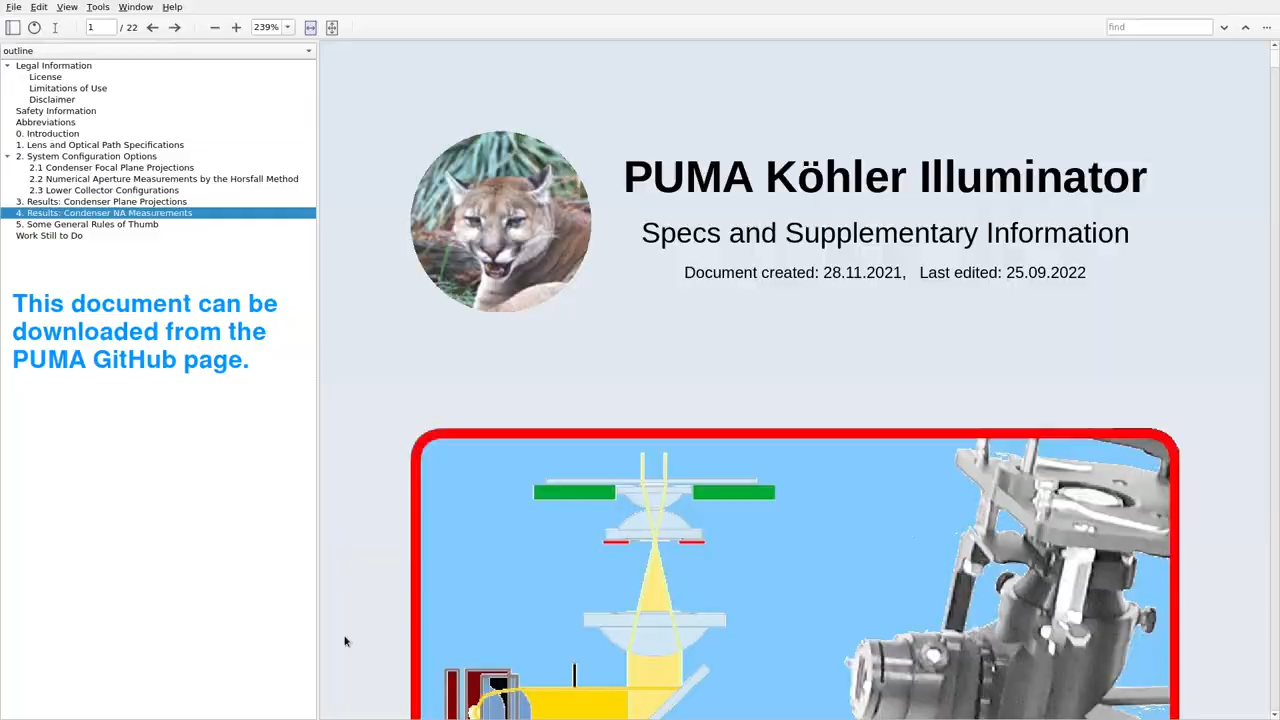 File Edit View Tools Window Help
1 / 22 239% find
outline
Legal Information
License
Limitations of Use
Disclaimer
Safety Information
Abbreviations
0. Introduction
1. Lens and Optical Path Specifications
2. System Configuration Options
2.1 Condenser Focal Plane Projections
2.2 Numerical Aperture Measurements by the Horsfall Method
2.3 Lower Collector Configurations
3. Results: Condenser Plane Projections
4. Results: Condenser NA Measurements
5. Some General Rules of Thumb
Work Still to Do
This document can be
downloaded from the
PUMA GitHub page.
PUMA Köhler Illuminator
Specs and Supplementary Information
Document created: 28.11.2021, Last edited: 25.09.2022